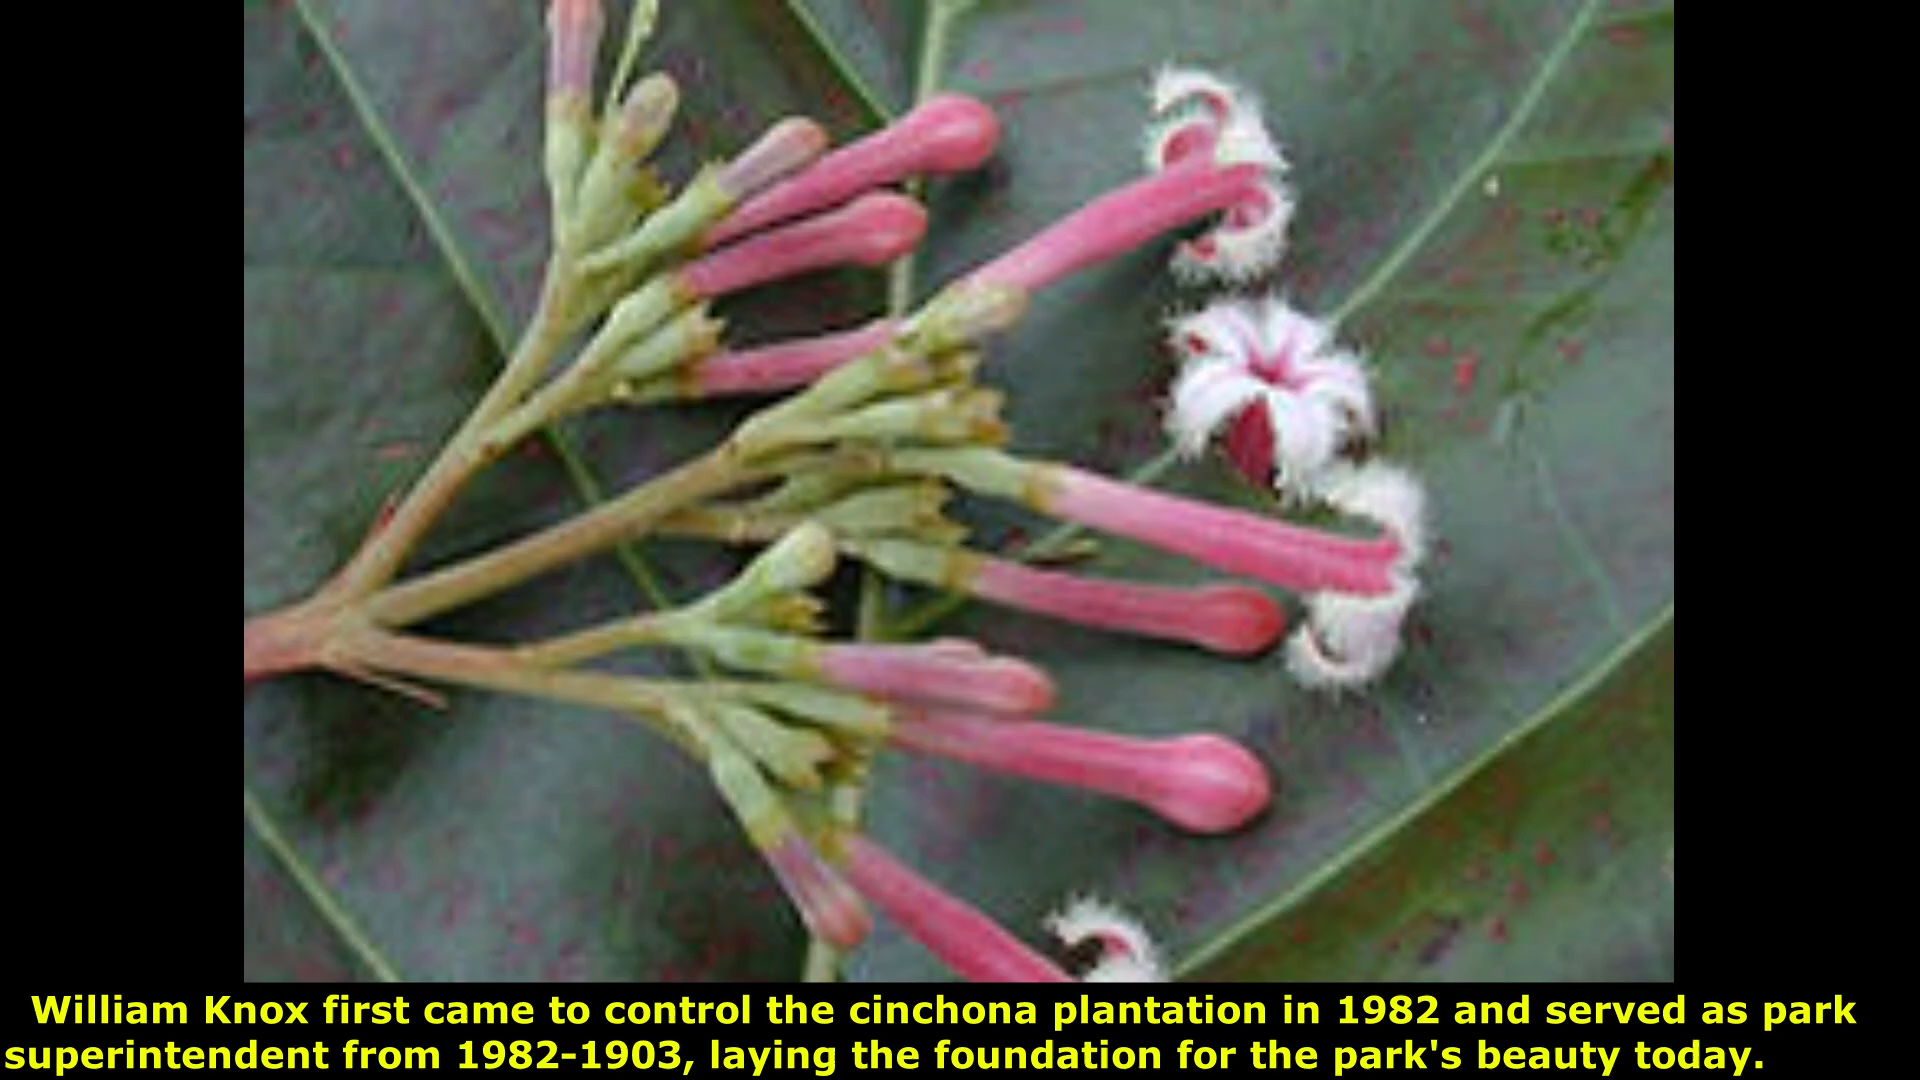 William Knox first came to control the cinchona plantation in 1982 and served as park
superintendent from 1982-1903, laying the foundation for the park's beauty today.